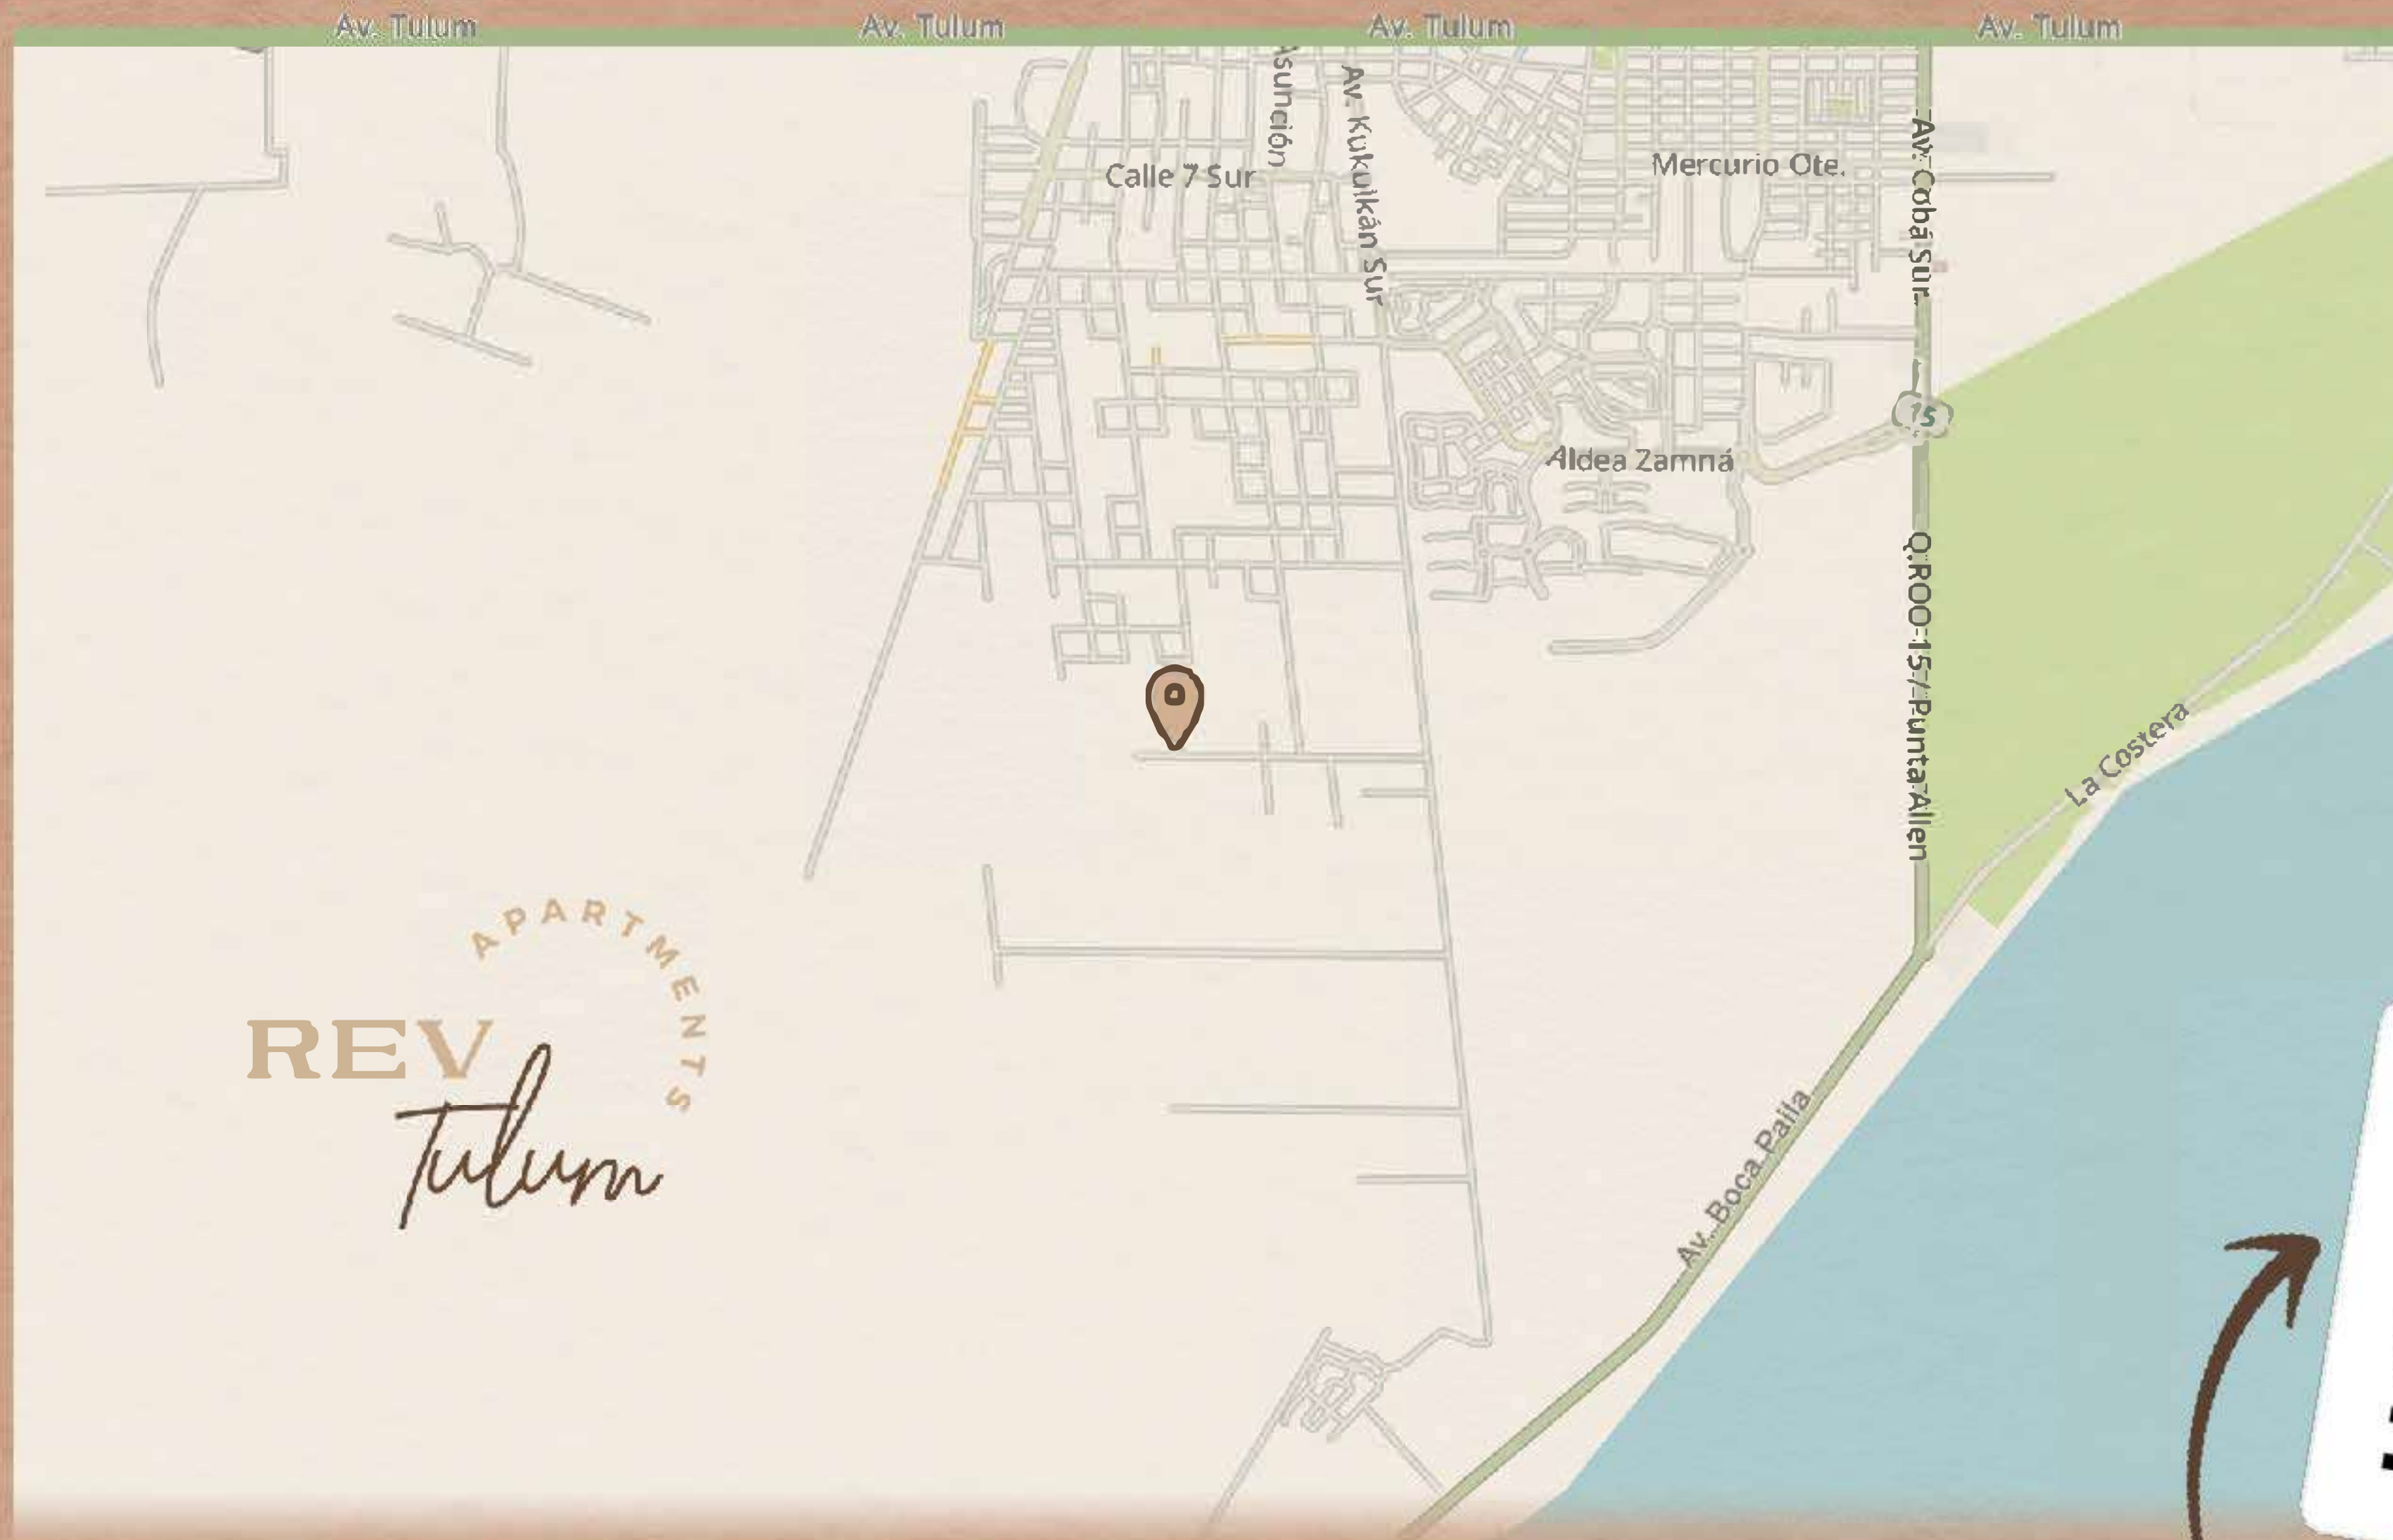 Av. Tulum
Av. Tulum
Av. Tulum
Av. Tulum
Asunción
Av. Kukulkán Sur
Calle 7 Sur
Mercurio Ote.
Av. Cobá Sur
15
Aldea Zamná
Q.ROO-15 / Punta Allen
La Costera
APARTMENTS
REV
Tulum
Av. Boca Paila